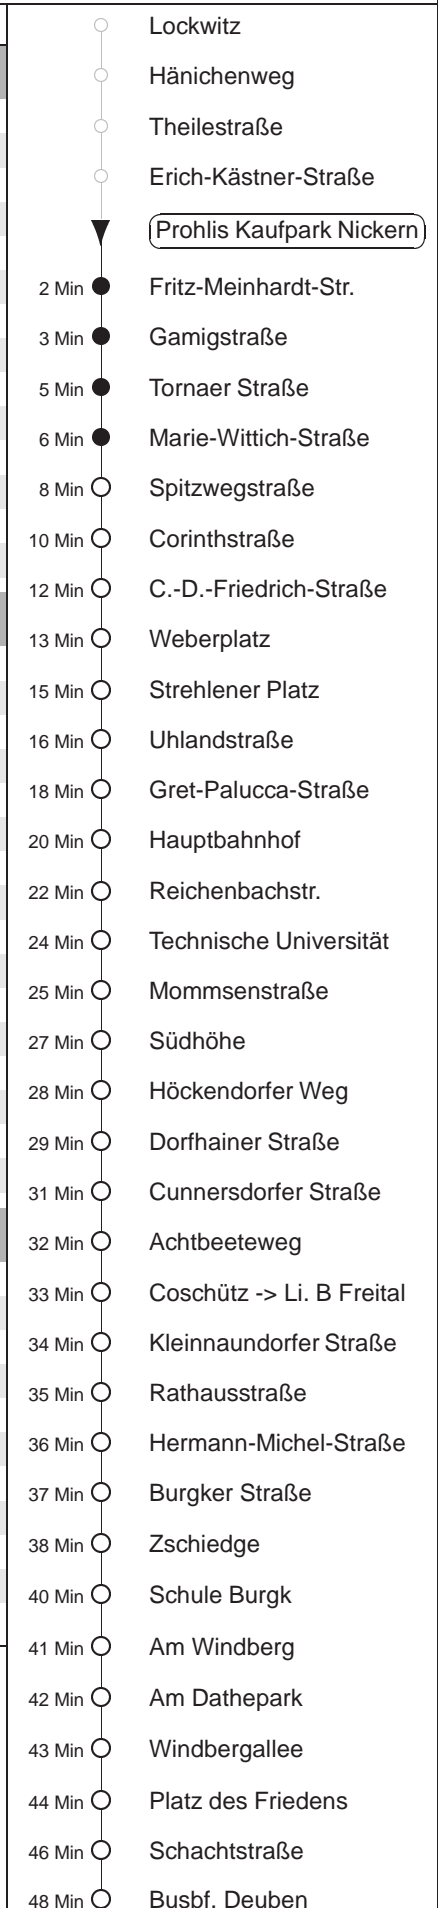 Lockwitz
Hänichenweg
Theilestraße
Erich-Kästner-Straße
Prohlis Kaufpark Nickern
2 Min Fritz-Meinhardt-Str.
3 Min Gamigstraße
5 Min Tornaer Straße
6 Min Marie-Wittich-Straße
8 Min Spitzwegstraße
10 Min Corinthstraße
12 Min C.-D.-Friedrich-Straße
13 Min Weberplatz
15 Min Strehlener Platz
16 Min Uhlandstraße
18 Min Gret-Palucca-Straße
20 Min Hauptbahnhof
22 Min Reichenbachstr.
24 Min Technische Universität
25 Min Mommsenstraße
27 Min Südhöhe
28 Min Höckendorfer Weg
29 Min Dorfhainer Straße
31 Min Cunnersdorfer Straße
32 Min Achtbeeteweg
33 Min Coschütz -> Li. B Freital
34 Min Kleinnaundorfer Straße
35 Min Rathausstraße
36 Min Hermann-Michel-Straße
37 Min Burgker Straße
38 Min Zschiedge
40 Min Schule Burgk
41 Min Am Windberg
42 Min Am Dathepark
43 Min Windbergallee
44 Min Platz des Friedens
46 Min Schachtstraße
48 Min Busbf. Deuben